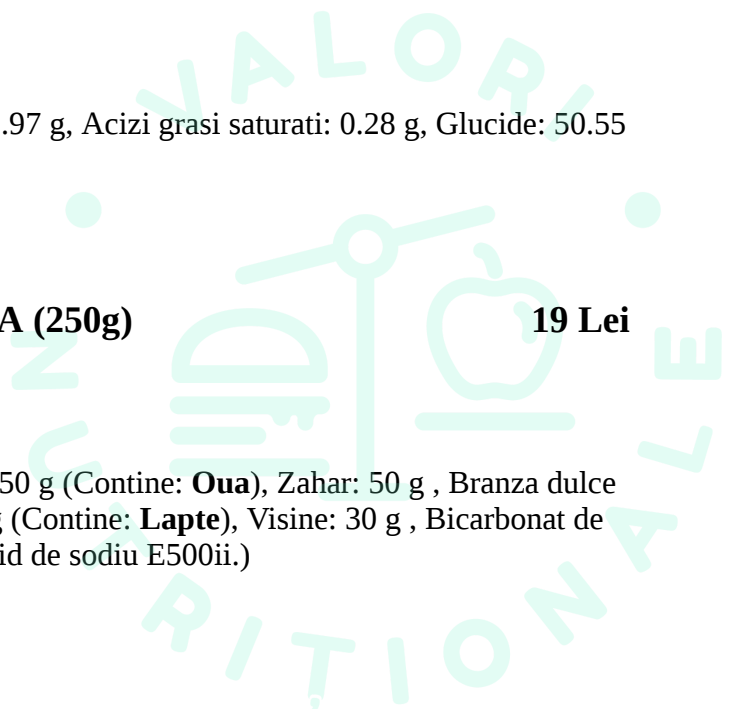 VALORI
.97 g, Acizi grasi saturati: 0.28 g, Glucide: 50.55
A (250g) 19 Lei
50 g (Contine: Oua), Zahar: 50 g , Branza dulce
(Contine: Lapte), Visine: 30 g , Bicarbonat de
id de sodiu E500ii.)
NUTRITIONALE